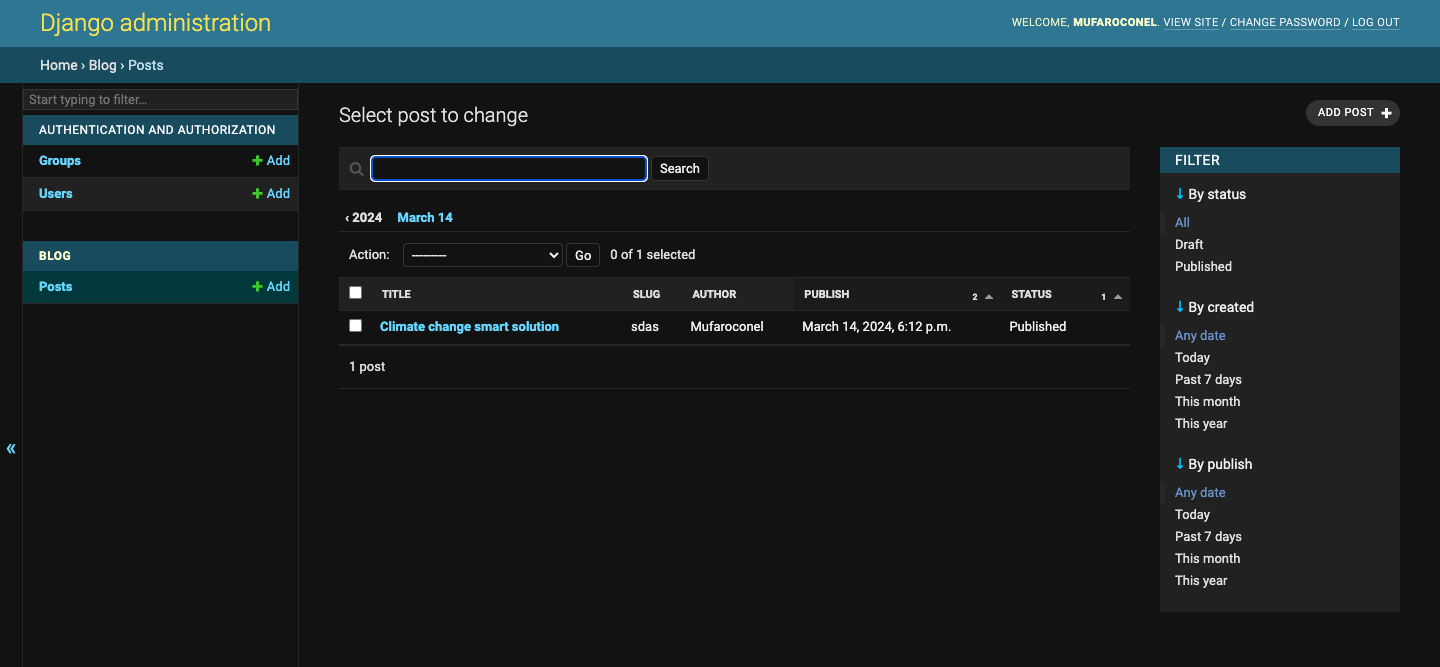 Django administration
WELCOME, MUFAROCONEL. VIEW SITE / CHANGE PASSWORD / LOG OUT
Home › Blog › Posts
Start typing to filter…
AUTHENTICATION AND AUTHORIZATION
Groups + Add
Users + Add
BLOG
Posts + Add
«
Select post to change
ADD POST +
Search
‹ 2024 March 14
Action: --------- Go 0 of 1 selected
TITLE SLUG AUTHOR PUBLISH 2 STATUS 1
Climate change smart solution sdas Mufaroconel March 14, 2024, 6:12 p.m. Published
1 post
FILTER
↓ By status
All
Draft
Published
↓ By created
Any date
Today
Past 7 days
This month
This year
↓ By publish
Any date
Today
Past 7 days
This month
This year